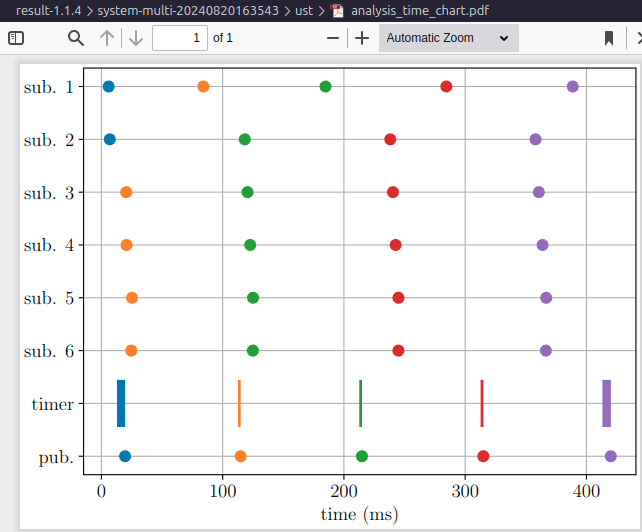 result-1.1.4 > system-multi-20240820163543 > ust > analysis_time_chart.pdf
1 of 1 Automatic Zoom
sub. 1
sub. 2
sub. 3
sub. 4
sub. 5
sub. 6
timer
pub.
0 100 200 300 400
time (ms)